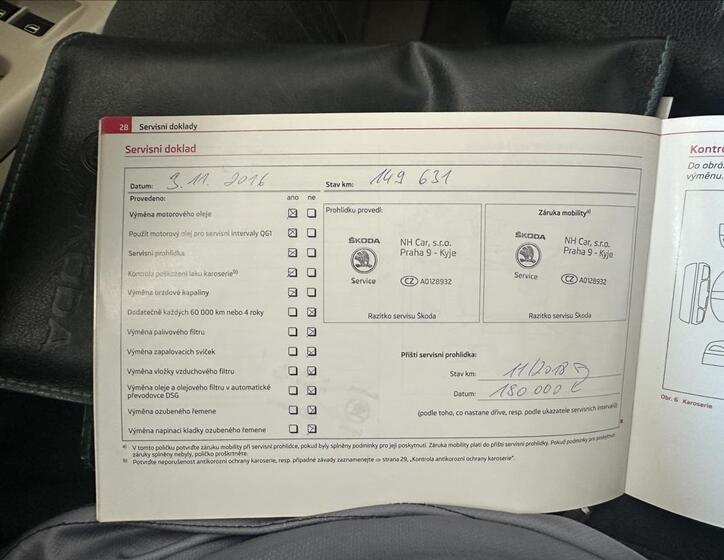 28 Servisní doklady
Servisní doklad
Datum: 3. 11. 2016 Stav km: 149 631
Provedeno: ano ne
Výměna motorového oleje
Použit motorový olej pro servisní intervaly QG1
Servisní prohlídka
Kontrola poškození laku karoserie b)
Výměna brzdové kapaliny
Dodatečně každých 60 000 km nebo 4 roky
Výměna palivového filtru
Výměna zapalovacích svíček
Výměna vložky vzduchového filtru
Výměna oleje a olejového filtru v automatické
převodovce DSG
Výměna ozubeného řemene
Výměna napínací kladky ozubeného řemene
Prohlídku provedl:
ŠKODA
Service
NH Car, s.r.o.
Praha 9 - Kyje
CZ A0128932
Razítko servisu Škoda
Záruka mobility a)
ŠKODA
Service
NH Car, s.r.o.
Praha 9 - Kyje
CZ A0128932
Razítko servisu Škoda
Příští servisní prohlídka:
Stav km: 11/2018
Datum: 180 000
(podle toho, co nastane dříve, resp. podle ukazatele servisních intervalů)
a) V tomto políčku potvrďte záruku mobility při servisní prohlídce, pokud byly splněny podmínky pro její poskytnutí. Záruka mobility platí do příští servisní prohlídky. Pokud podmínky pro poskytnutí
záruky splněny nebyly, políčko proškrtněte.
b) Potvrďte neporušenost antikorozní ochrany karoserie, resp. případné závady zaznamenejte ⇒ strana 29, „Kontrola antikorozní ochrany karoserie“.
Kontro
Do obrá
výměnu.
Obr. 6 Karoserie
ŠKODA